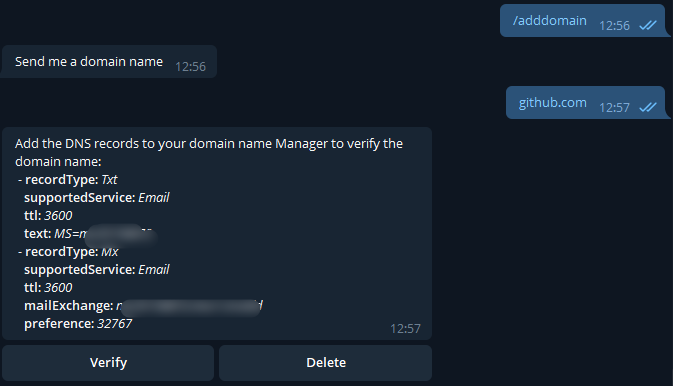 /adddomain 12:56
Send me a domain name 12:56
github.com 12:57
Add the DNS records to your domain name Manager to verify the
domain name:
- recordType: Txt
supportedService: Email
ttl: 3600
text:
- recordType: Mx
supportedService: Email
ttl: 3600
mailExchange:
preference: 32767
12:57
Verify Delete